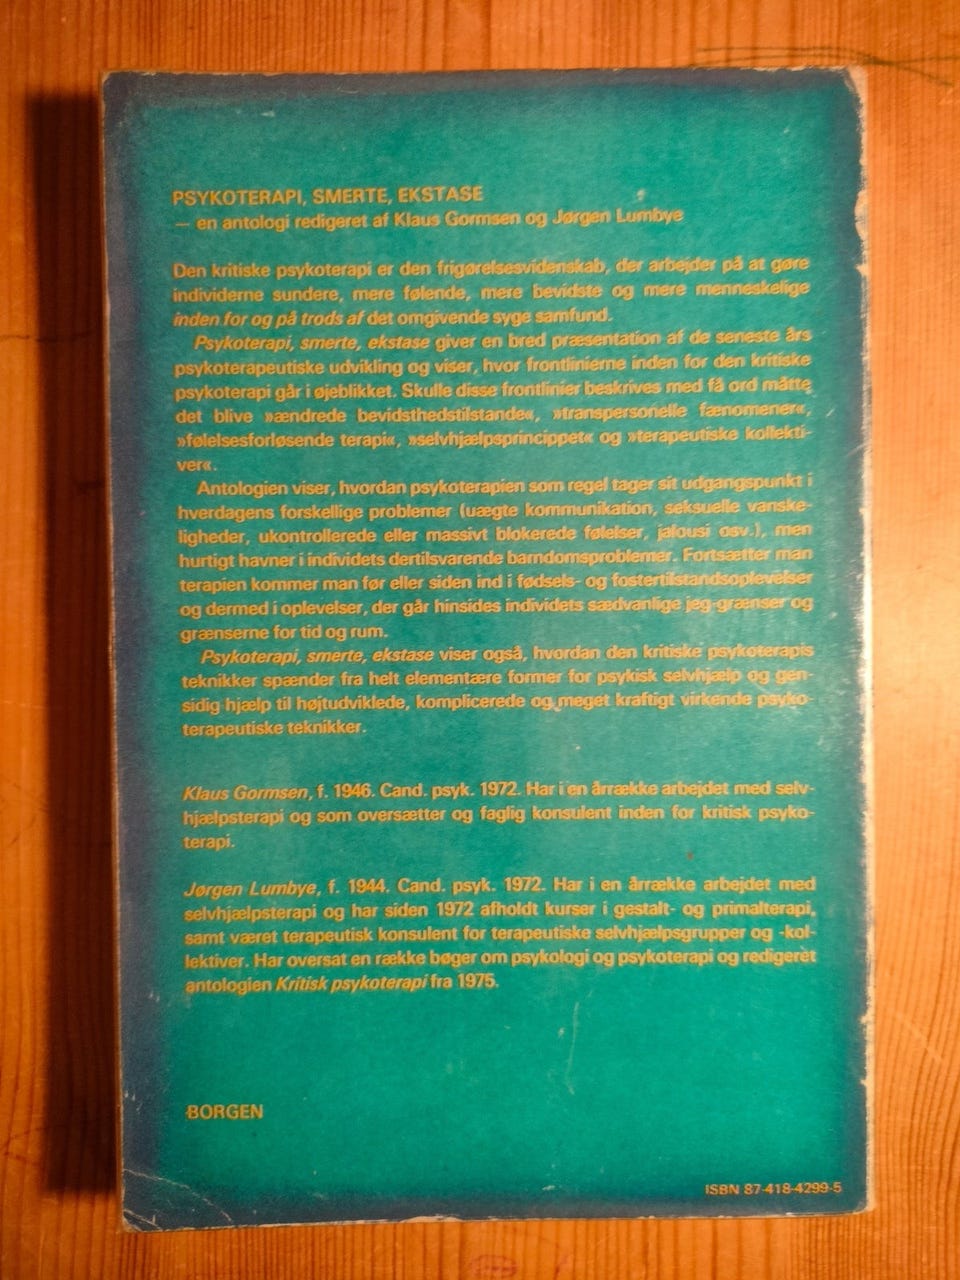 PSYKOTERAPI, SMERTE, EKSTASE
— en antologi redigeret af Klaus Gormsen og Jørgen Lumbye
Den kritiske psykoterapi er den frigørelsesvidenskab, der arbejder på at gøre
individerne sundere, mere følende, mere bevidste og mere menneskelige
inden for og på trods af det omgivende syge samfund.
Psykoterapi, smerte, ekstase giver en bred præsentation af de seneste års
psykoterapeutiske udvikling og viser, hvor frontlinierne inden for den kritiske
psykoterapi går i øjeblikket. Skulle disse frontlinier beskrives med få ord måtte
det blive »ændrede bevidsthedstilstande«, »transpersonelle fænomener«,
»følelsesforløsende terapi«, »selvhjælpsprincippet« og »terapeutiske kollekti-
ver«.
Antologien viser, hvordan psykoterapien som regel tager sit udgangspunkt i
hverdagens forskellige problemer (uægte kommunikation, seksuelle vanske-
ligheder, ukontrollerede eller massivt blokerede følelser, jalousi osv.), men
hurtigt havner i individets dertilsvarende barndomsproblemer. Fortsætter man
terapien kommer man før eller siden ind i fødsels- og fostertilstandsoplevelser
og dermed i oplevelser, der går hinsides individets sædvanlige jeg-grænser og
grænserne for tid og rum.
Psykoterapi, smerte, ekstase viser også, hvordan den kritiske psykoterapis
teknikker spænder fra helt elementære former for psykisk selvhjælp og gen-
sidig hjælp til højtudviklede, komplicerede og meget kraftigt virkende psyko-
terapeutiske teknikker.
Klaus Gormsen, f. 1946. Cand. psyk. 1972. Har i en årrække arbejdet med selv-
hjælpsterapi og som oversætter og faglig konsulent inden for kritisk psyko-
terapi.
Jørgen Lumbye, f. 1944. Cand. psyk. 1972. Har i en årrække arbejdet med
selvhjælpsterapi og har siden 1972 afholdt kurser i gestalt- og primalterapi,
samt været terapeutisk konsulent for terapeutiske selvhjælpsgrupper og -kol-
lektiver. Har oversat en række bøger om psykologi og psykoterapi og redigeret
antologien Kritisk psykoterapi fra 1975.
BORGEN
ISBN 87-418-4299-5